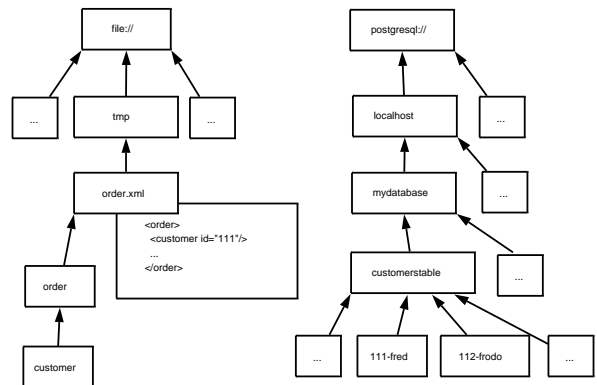 file://
...
tmp
...
order.xml
<order>
<customer id="111"/>
...
</order>
order
customer
postgresql://
localhost
...
mydatabase
...
customerstable
...
...
111-fred
112-frodo
...